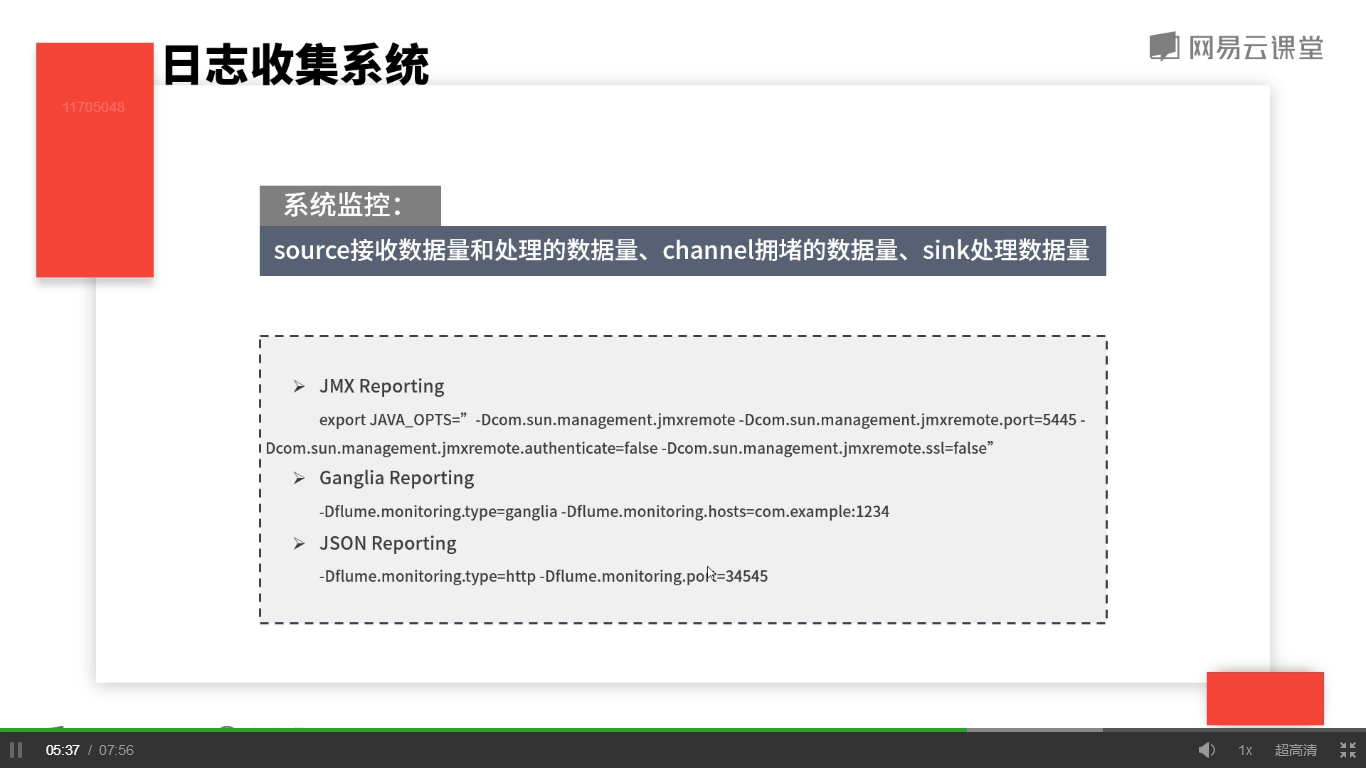 日志收集系统
网易云课堂
11705048
系统监控：
source接收数据量和处理的数据量、channel拥堵的数据量、sink处理数据量
➢ JMX Reporting
export JAVA_OPTS=”-Dcom.sun.management.jmxremote -Dcom.sun.management.jmxremote.port=5445 -
Dcom.sun.management.jmxremote.authenticate=false -Dcom.sun.management.jmxremote.ssl=false”
➢ Ganglia Reporting
-Dflume.monitoring.type=ganglia -Dflume.monitoring.hosts=com.example:1234
➢ JSON Reporting
-Dflume.monitoring.type=http -Dflume.monitoring.port=34545
05:37 / 07:56
1x 超高清